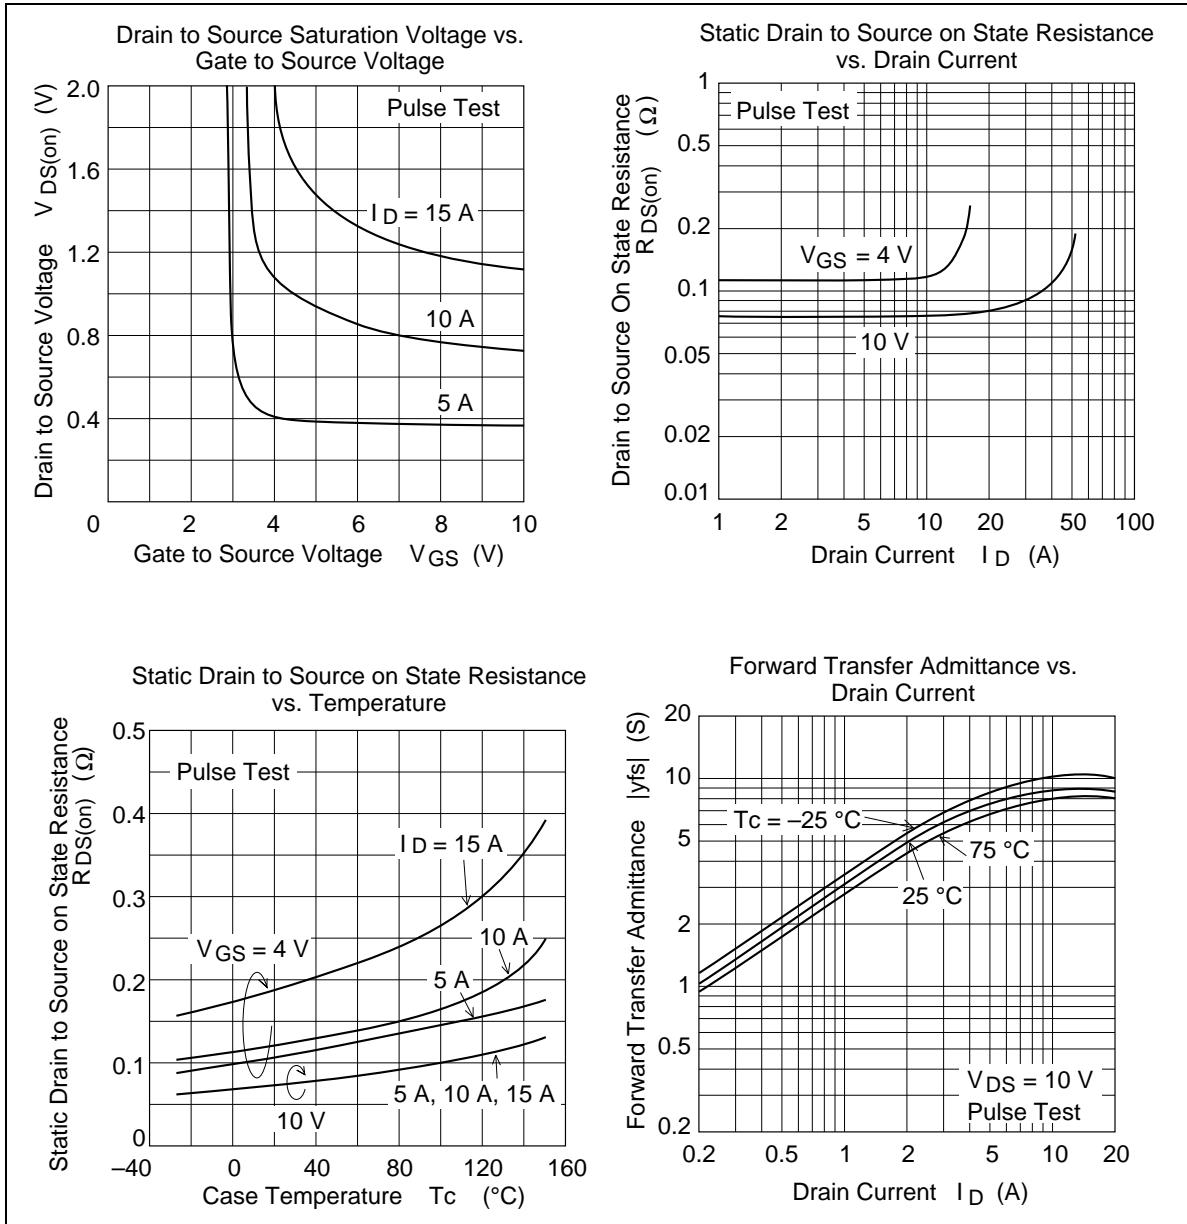 Drain to Source Saturation Voltage vs.
Gate to Source Voltage
Drain to Source Voltage V DS(on) (V)
2.0
1.6
1.2
0.8
0.4
0
Pulse Test
I D = 15 A
10 A
5 A
0 2 4 6 8 10
Gate to Source Voltage V GS (V)
Static Drain to Source on State Resistance
vs. Drain Current
Drain to Source On State Resistance
R DS(on) (Ω)
1
0.5
0.2
0.1
0.05
0.02
0.01
Pulse Test
V GS = 4 V
10 V
1 2 5 10 20 50 100
Drain Current I D (A)
Static Drain to Source on State Resistance
vs. Temperature
Static Drain to Source on State Resistance
R DS(on) (Ω)
0.5
0.4
0.3
0.2
0.1
0
Pulse Test
I D = 15 A
V GS = 4 V
10 A
5 A
10 V
5 A, 10 A, 15 A
–40 0 40 80 120 160
Case Temperature Tc (°C)
Forward Transfer Admittance vs.
Drain Current
Forward Transfer Admittance |yfs| (S)
20
10
5
2
1
0.5
0.2
Tc = –25 °C
75 °C
25 °C
V DS = 10 V
Pulse Test
0.2 0.5 1 2 5 10 20
Drain Current I D (A)